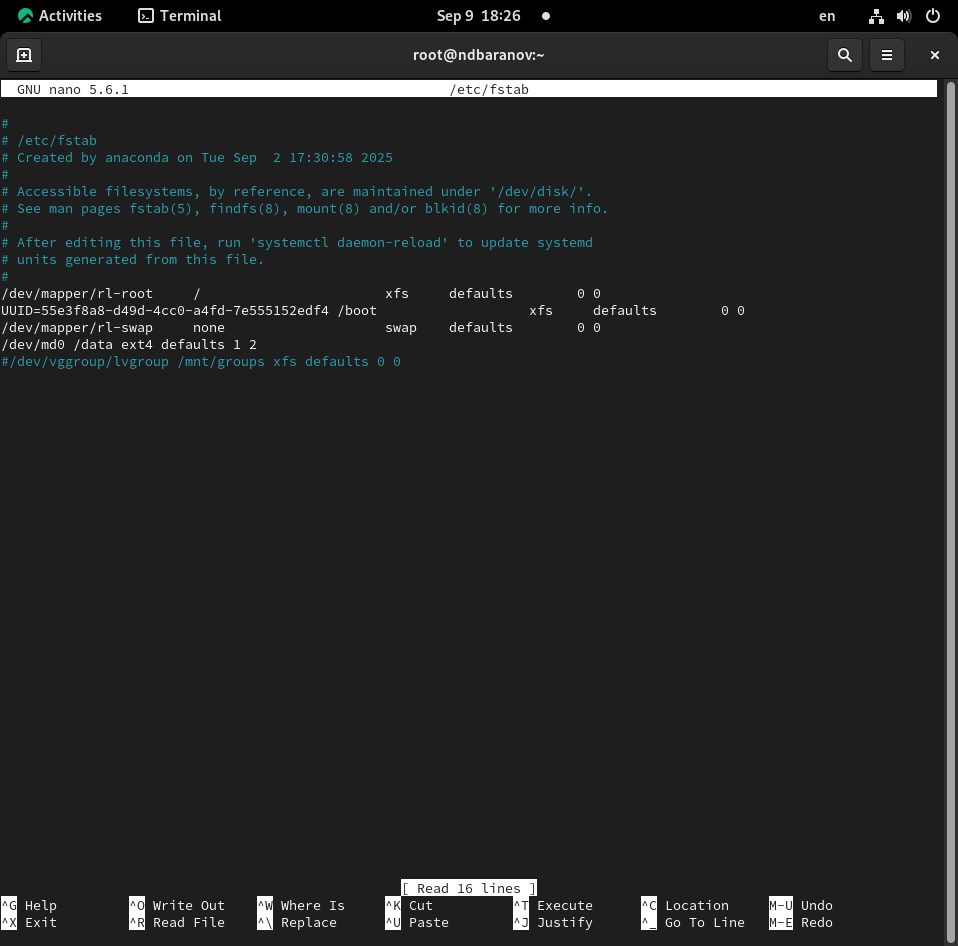 Activities Terminal Sep 9 18:26 en
root@ndbaranov:~
GNU nano 5.6.1 /etc/fstab
#
# /etc/fstab
# Created by anaconda on Tue Sep  2 17:30:58 2025
#
# Accessible filesystems, by reference, are maintained under '/dev/disk/'.
# See man pages fstab(5), findfs(8), mount(8) and/or blkid(8) for more info.
#
# After editing this file, run 'systemctl daemon-reload' to update systemd
# units generated from this file.
#
/dev/mapper/rl-root     /                       xfs     defaults        0 0
UUID=55e3f8a8-d49d-4cc0-a4fd-7e555152edf4 /boot                   xfs     defaults        0 0
/dev/mapper/rl-swap     none                    swap    defaults        0 0
/dev/md0 /data ext4 defaults 1 2
#/dev/vggroup/lvgroup /mnt/groups xfs defaults 0 0
[ Read 16 lines ]
^G Help ^O Write Out ^W Where Is ^K Cut ^T Execute ^C Location M-U Undo
^X Exit ^R Read File ^\ Replace ^U Paste ^J Justify ^_ Go To Line M-E Redo